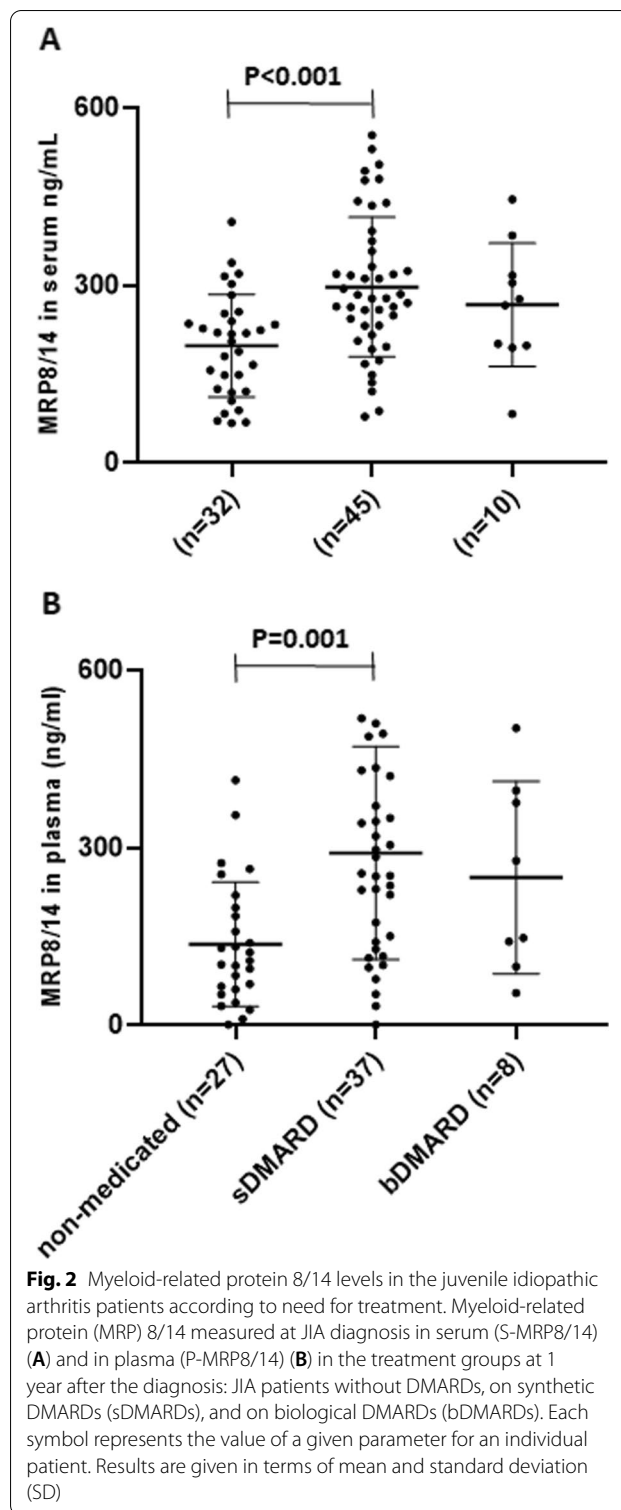 A
P<0.001
600
300
0
MRP8/14 in serum ng/mL
(n=32)
(n=45)
(n=10)
B
P=0.001
600
300
0
MRP8/14 in plasma (ng/ml)
non-medicated (n=27)
sDMARD (n=37)
bDMARD (n=8)
Fig. 2 Myeloid-related protein 8/14 levels in the juvenile idiopathic
arthritis patients according to need for treatment. Myeloid-related
protein (MRP) 8/14 measured at JIA diagnosis in serum (S-MRP8/14)
(A) and in plasma (P-MRP8/14) (B) in the treatment groups at 1
year after the diagnosis: JIA patients without DMARDs, on synthetic
DMARDs (sDMARDs), and on biological DMARDs (bDMARDs). Each
symbol represents the value of a given parameter for an individual
patient. Results are given in terms of mean and standard deviation
(SD)